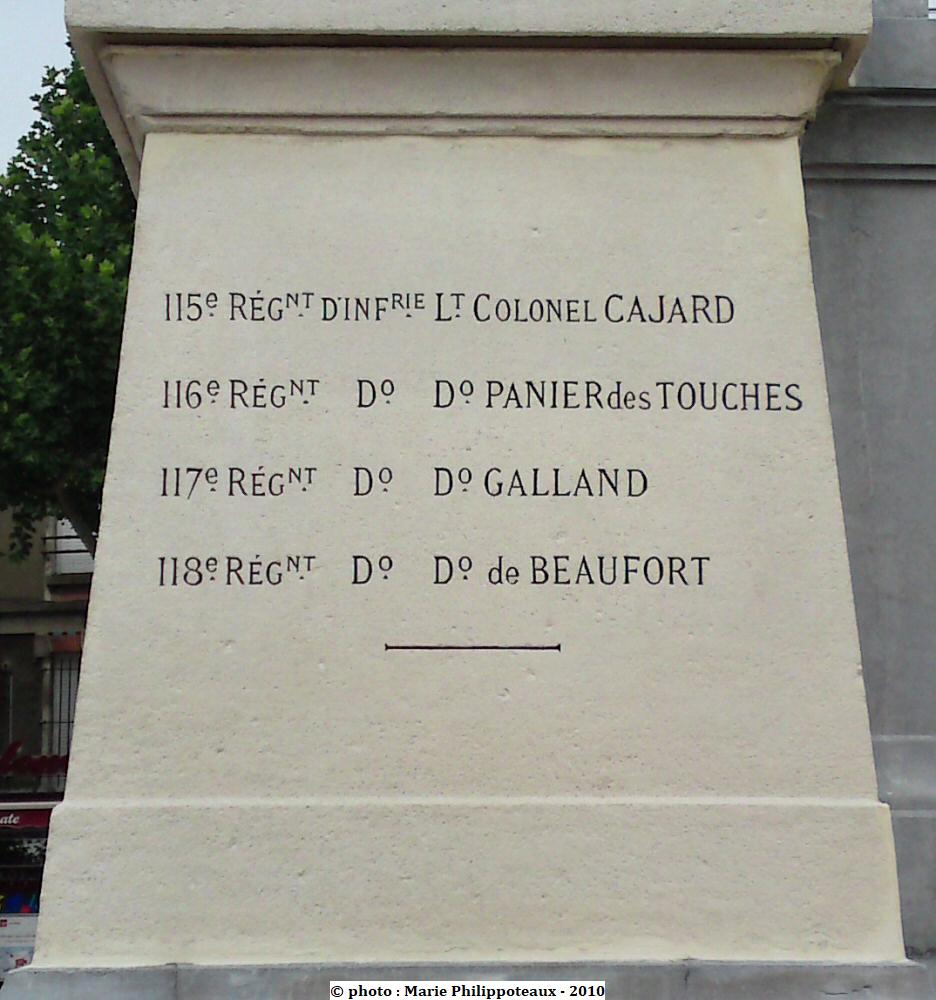 115e RÉGNT D'INFRIE LT COLONEL CAJARD
116e RÉGNT Do Do PANIER des TOUCHES
117e RÉGNT Do Do GALLAND
118e RÉGNT Do Do de BEAUFORT
ate
© photo : Marie Philippoteaux - 2010